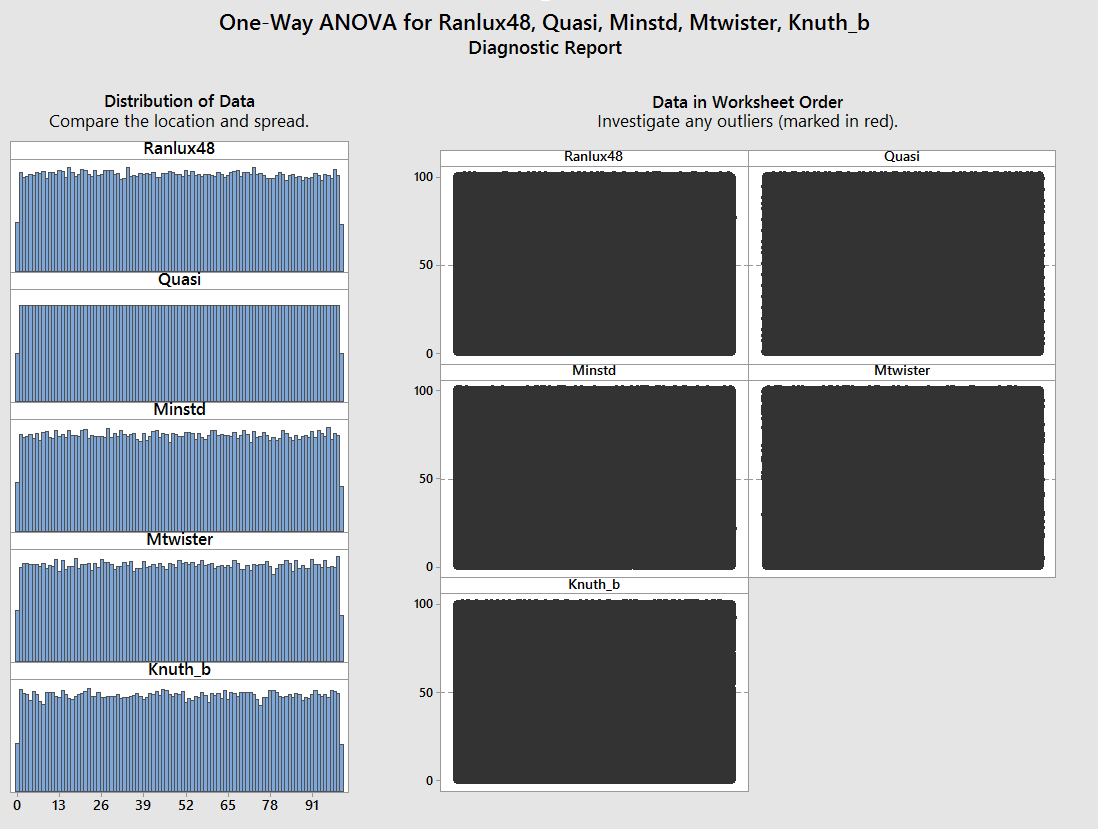 One-Way ANOVA for Ranlux48, Quasi, Minstd, Mtwister, Knuth_b
Diagnostic Report
Distribution of Data
Compare the location and spread.
Ranlux48
Quasi
Minstd
Mtwister
Knuth_b
0 13 26 39 52 65 78 91
Data in Worksheet Order
Investigate any outliers (marked in red).
Ranlux48 Quasi
100
50
0
Minstd Mtwister
100
50
0
Knuth_b
100
50
0